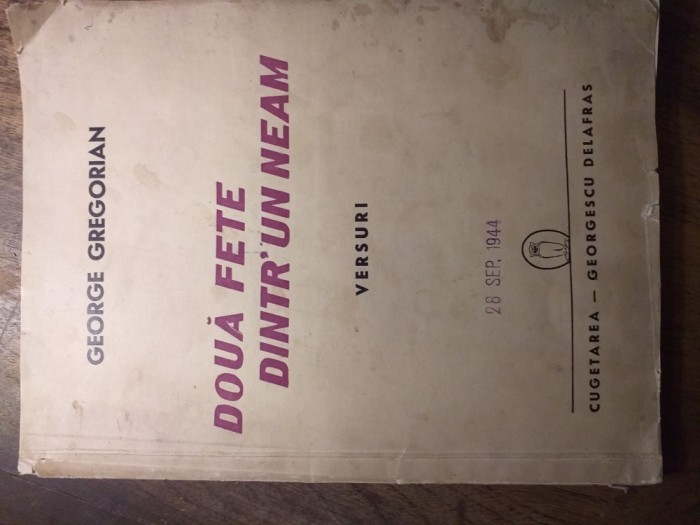 GEORGE GREGORIAN
DOUĂ FETE
DINTR'UN NEAM
VERSURI
28 SEP. 1944
CUGETAREA — GEORGESCU DELAFRAS